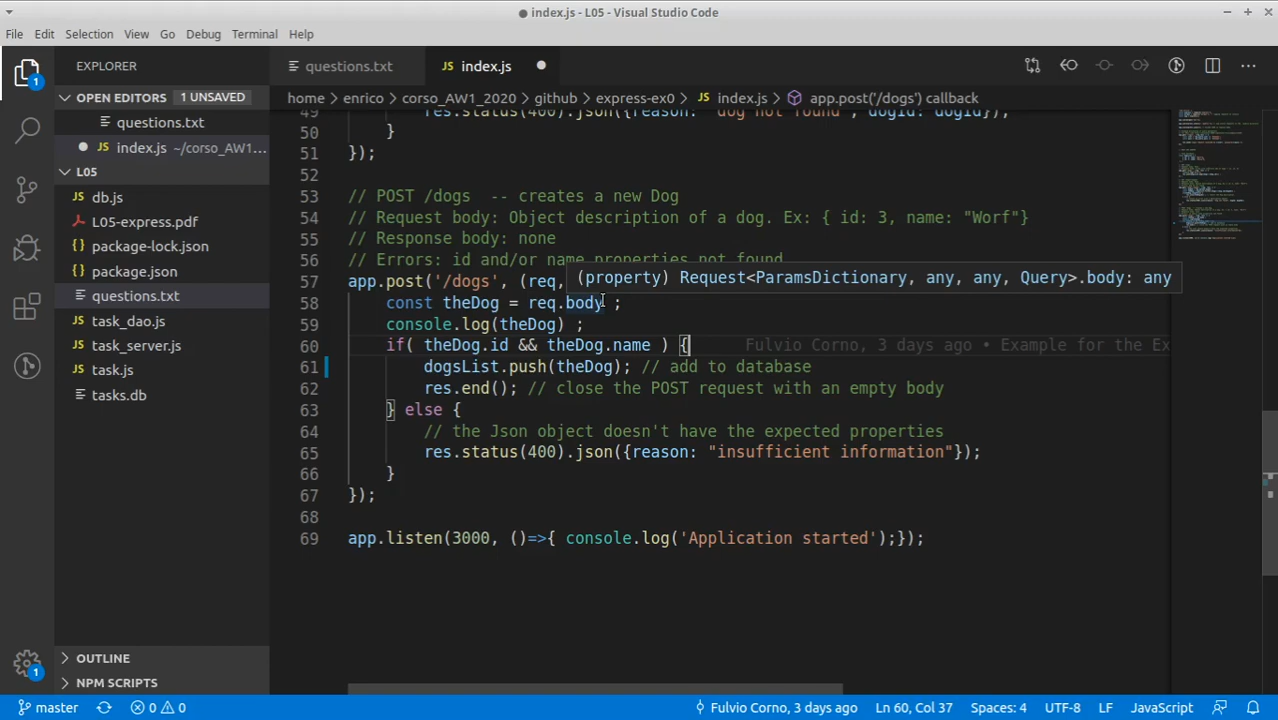 index.js - L05 - Visual Studio Code
File Edit Selection View Go Debug Terminal Help
EXPLORER
questions.txt
JS index.js
OPEN EDITORS 1 UNSAVED
home enrico corso_AW1_2020 github express-ex0 JS index.js app.post('/dogs') callback
questions.txt
JS index.js ~/corso_AW1...
L05
JS db.js
L05-express.pdf
package-lock.json
package.json
questions.txt
JS task_dao.js
JS task_server.js
JS task.js
tasks.db
OUTLINE
NPM SCRIPTS
1
1
49 res.status(400).json({reason: 'dog not found', dogId: dogId});
50 }
51 });
52
53 // POST /dogs -- creates a new Dog
54 // Request body: Object description of a dog. Ex: { id: 3, name: "Worf"}
55 // Response body: none
56 // Errors: id and/or name properties not found
57 app.post('/dogs', (req,
(property) Request<ParamsDictionary, any, any, Query>.body: any
58 const theDog = req.body ;
59 console.log(theDog) ;
60 if( theDog.id && theDog.name ) { Fulvio Corno, 3 days ago • Example for the Ex
61 dogsList.push(theDog); // add to database
62 res.end(); // close the POST request with an empty body
63 } else {
64 // the Json object doesn't have the expected properties
65 res.status(400).json({reason: "insufficient information"});
66 }
67 });
68
69 app.listen(3000, ()=>{ console.log('Application started');});
master 0 0 Fulvio Corno, 3 days ago Ln 60, Col 37 Spaces: 4 UTF-8 LF JavaScript